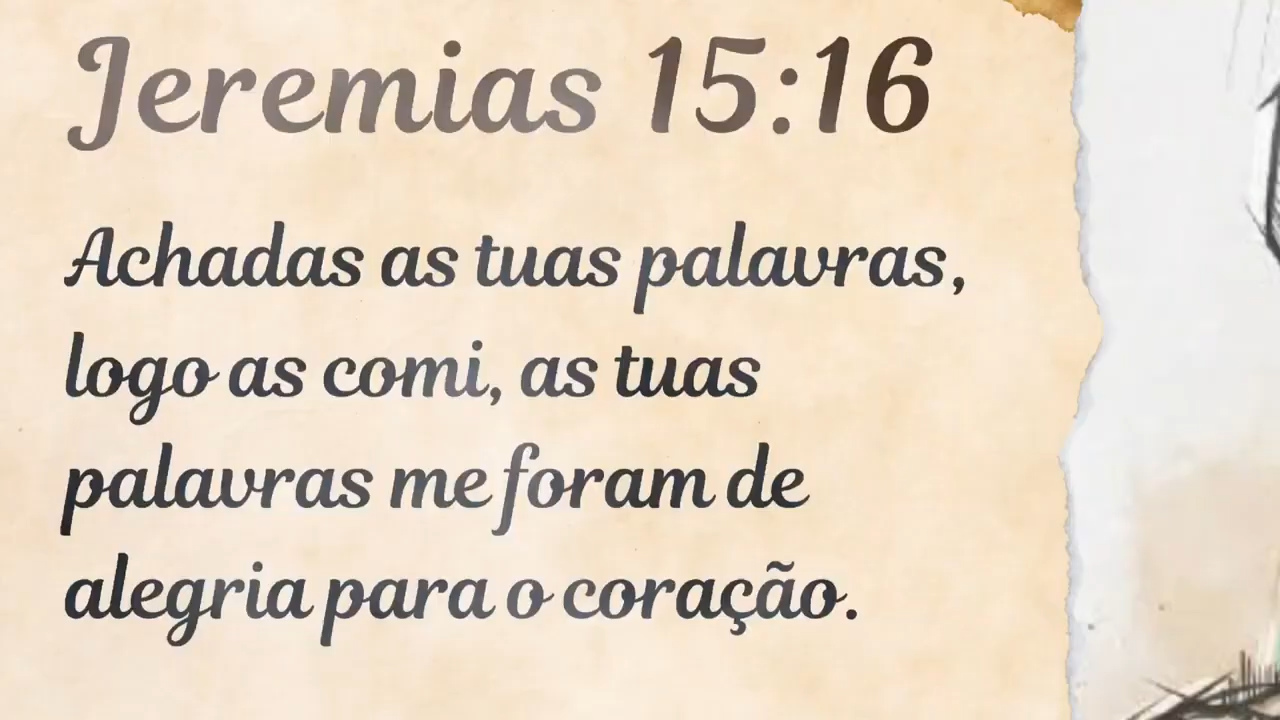 Jeremias 15:16
Achadas as tuas palavras,
logo as comi, as tuas
palavras me foram de
alegria para o coração.